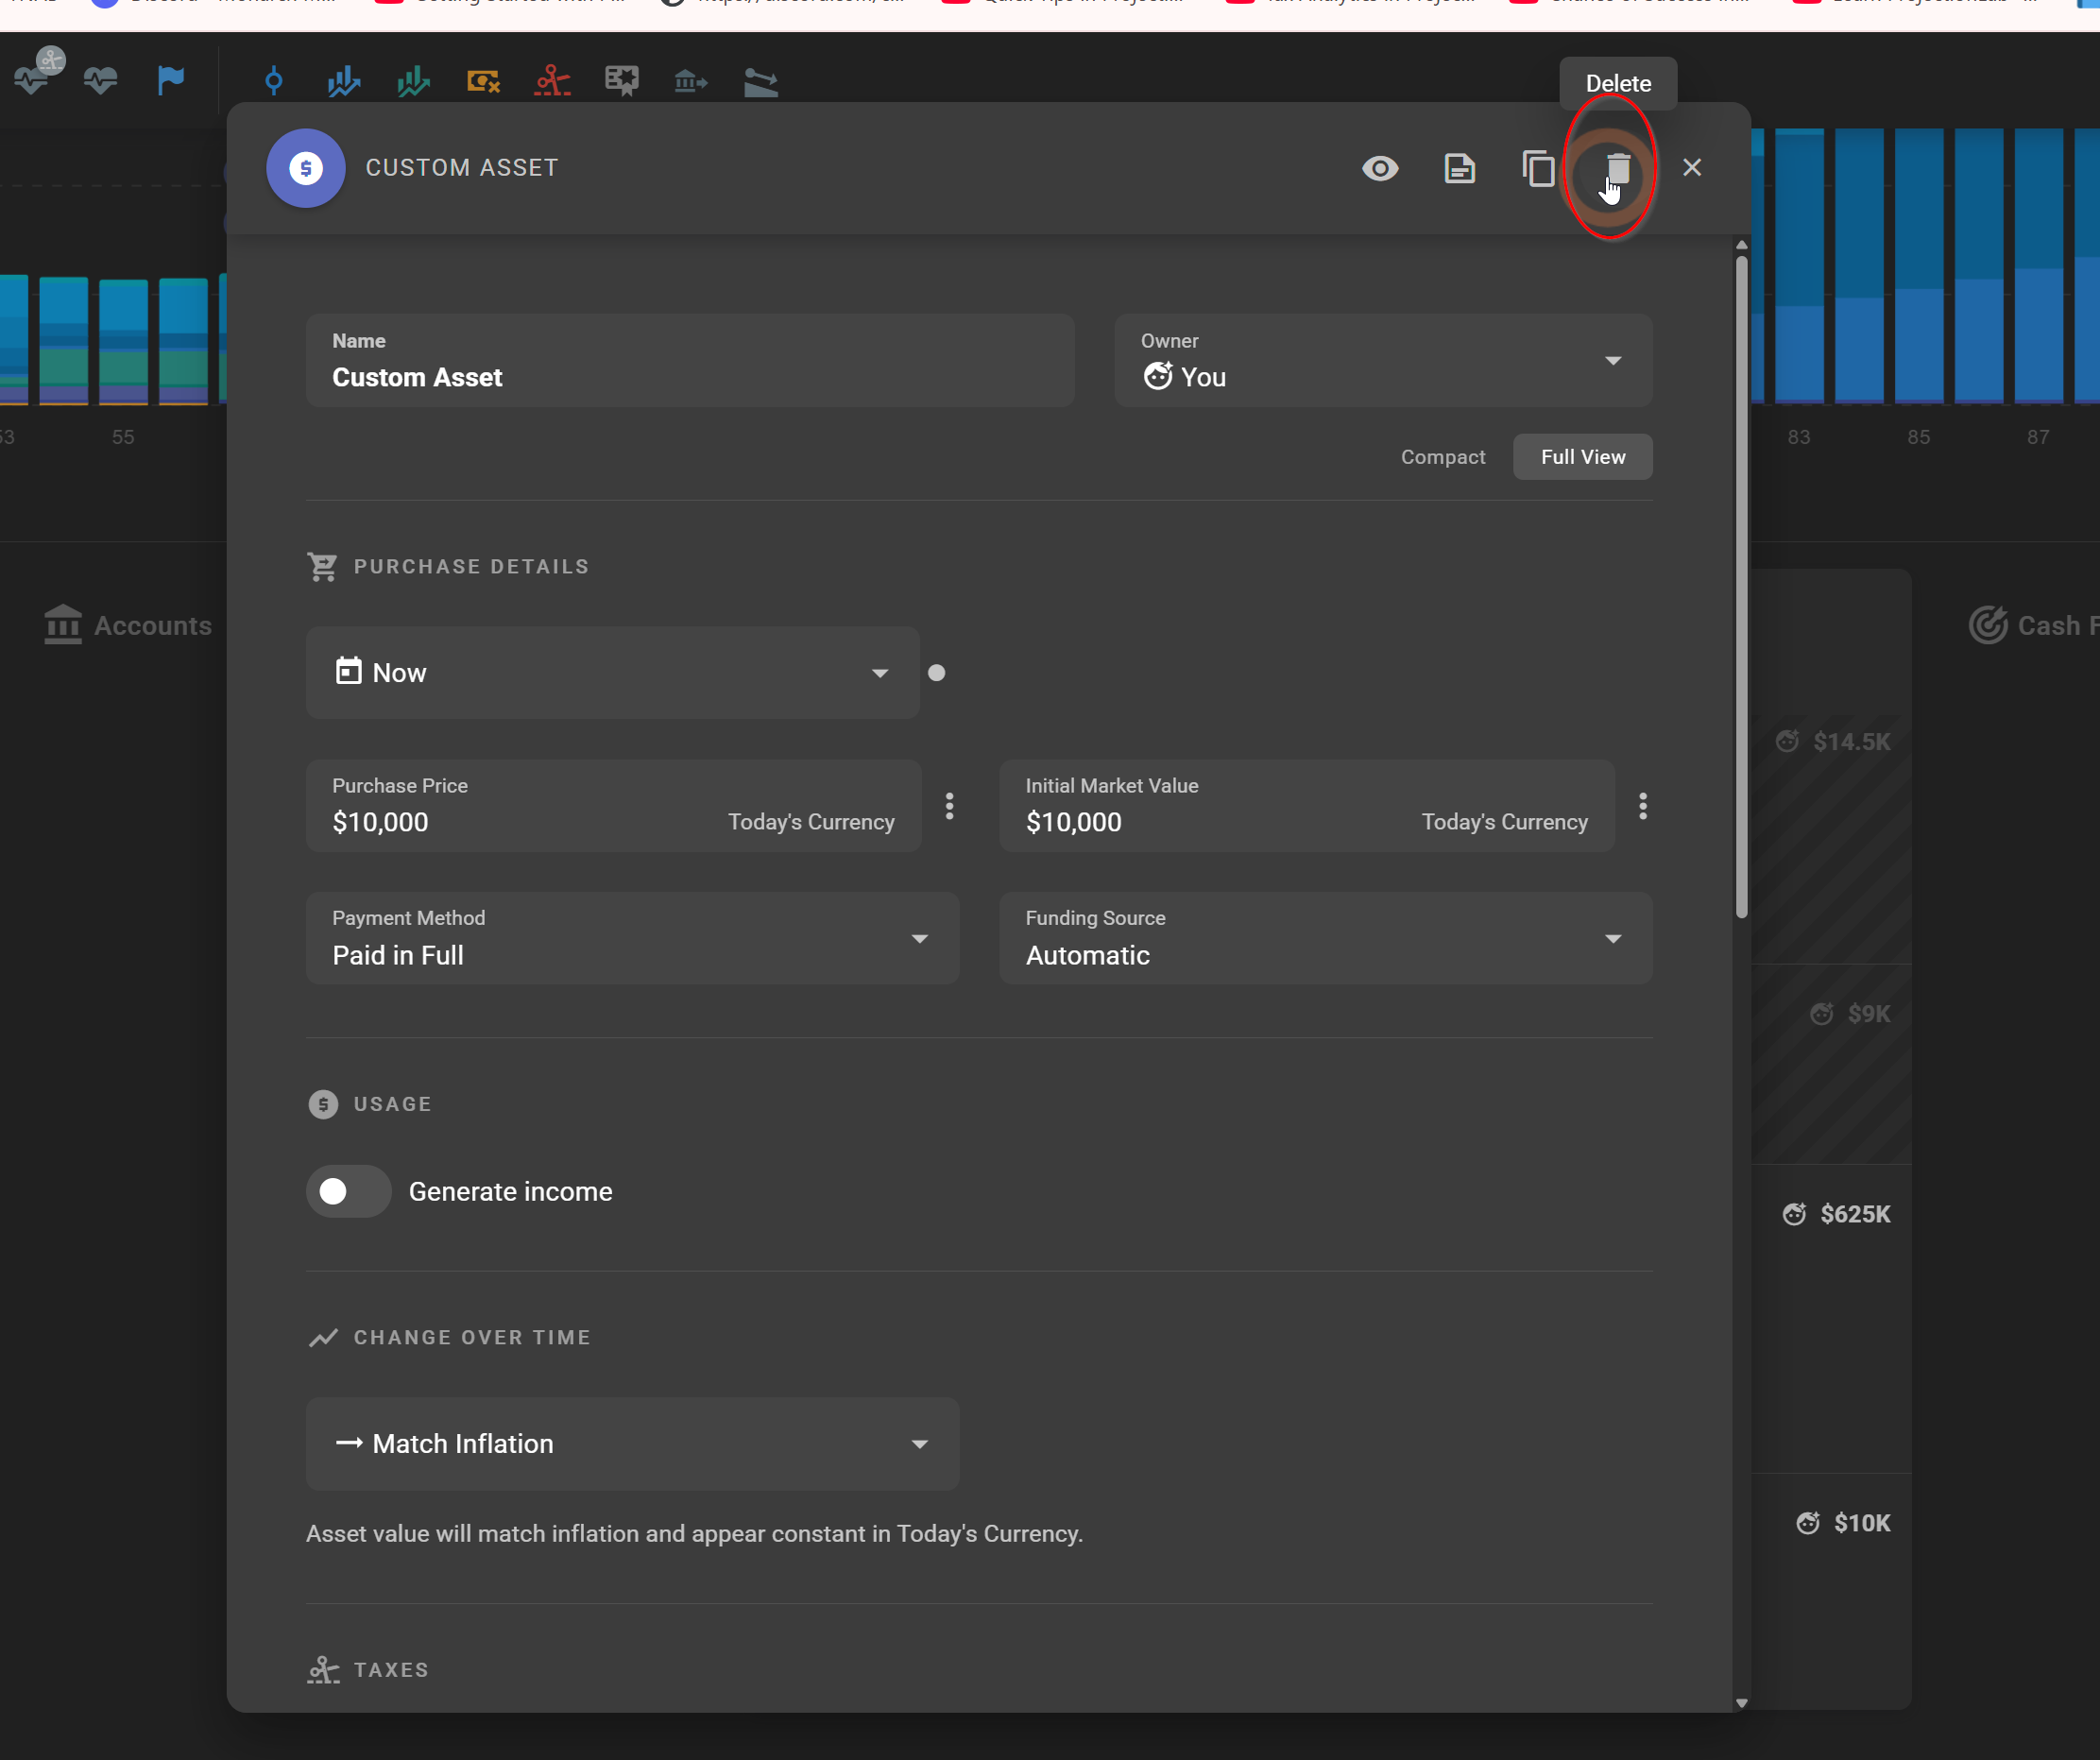 Delete
CUSTOM ASSET
Name
Custom Asset
Owner
You
Compact
Full View
55
83
85
87
PURCHASE DETAILS
Accounts
Cash
Now
$14.5K
Purchase Price
$10,000
Today's Currency
Initial Market Value
$10,000
Today's Currency
Payment Method
Paid in Full
Funding Source
Automatic
$9K
USAGE
Generate income
$625K
CHANGE OVER TIME
Match Inflation
Asset value will match inflation and appear constant in Today's Currency.
$10K
TAXES